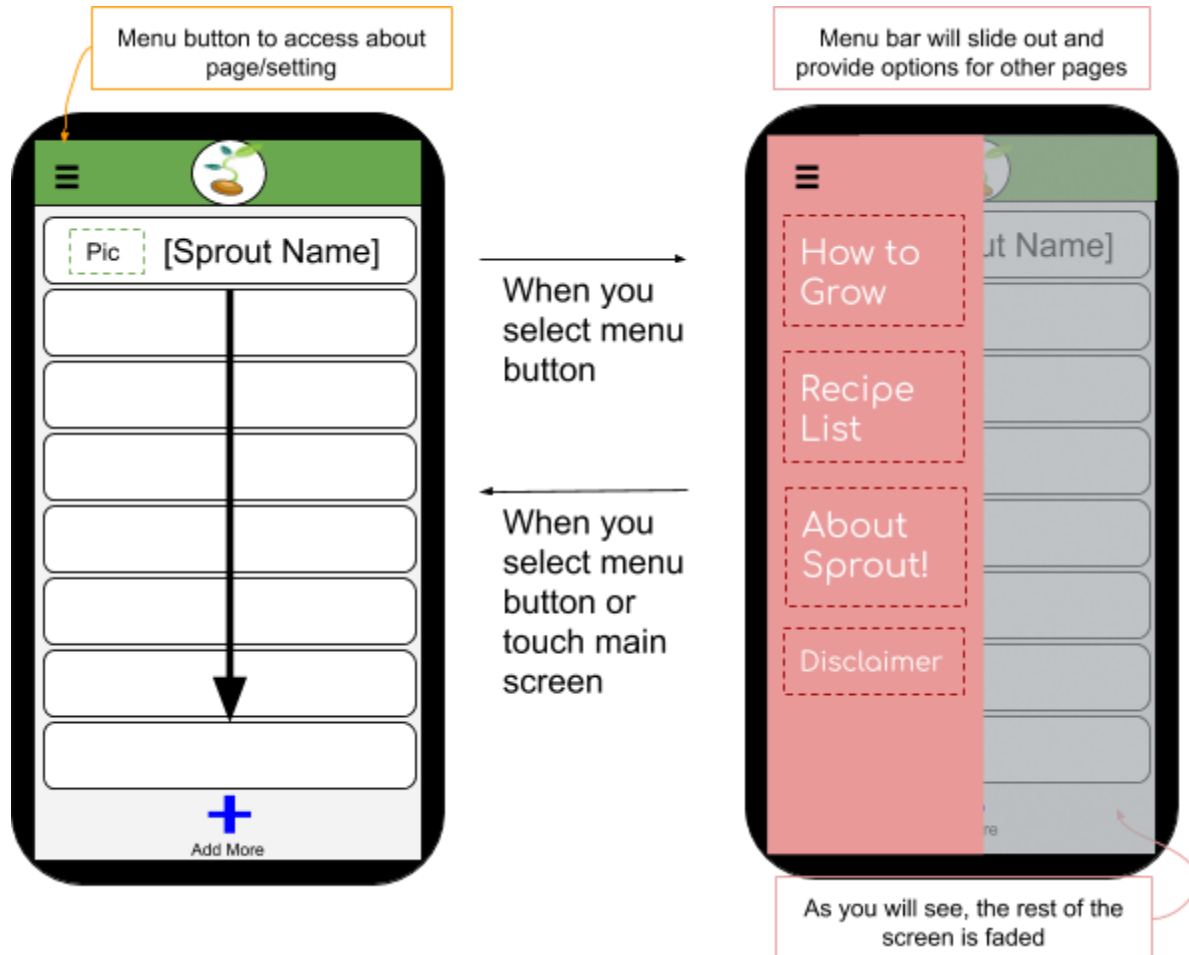 Menu button to access about
page/setting
Menu bar will slide out and
provide options for other pages
Pic
[Sprout Name]
Add More
When you
select menu
button
When you
select menu
button or
touch main
screen
How to
Grow
Recipe
List
About
Sprout!
Disclaimer
ut Name]
re
As you will see, the rest of the
screen is faded